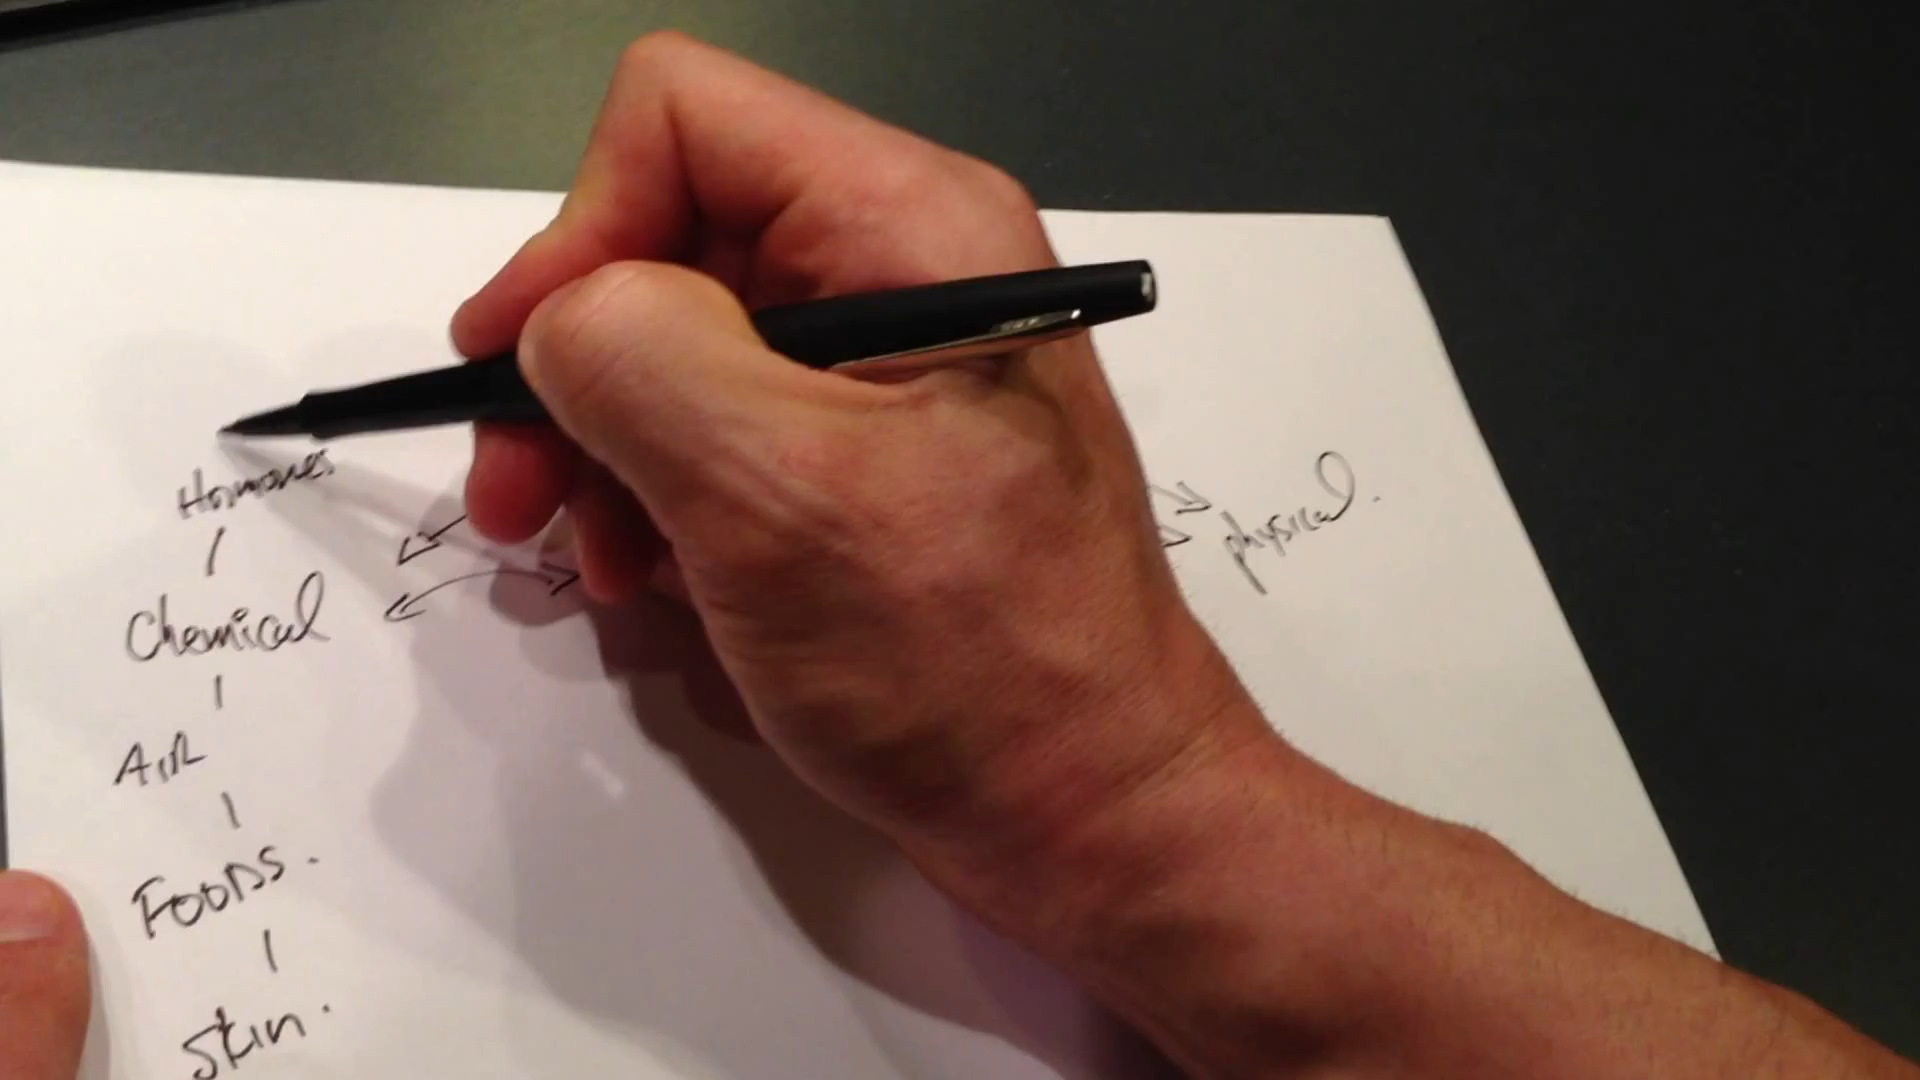 Hormones.
Chemical
physical.
AIR
FOODS.
Skin.